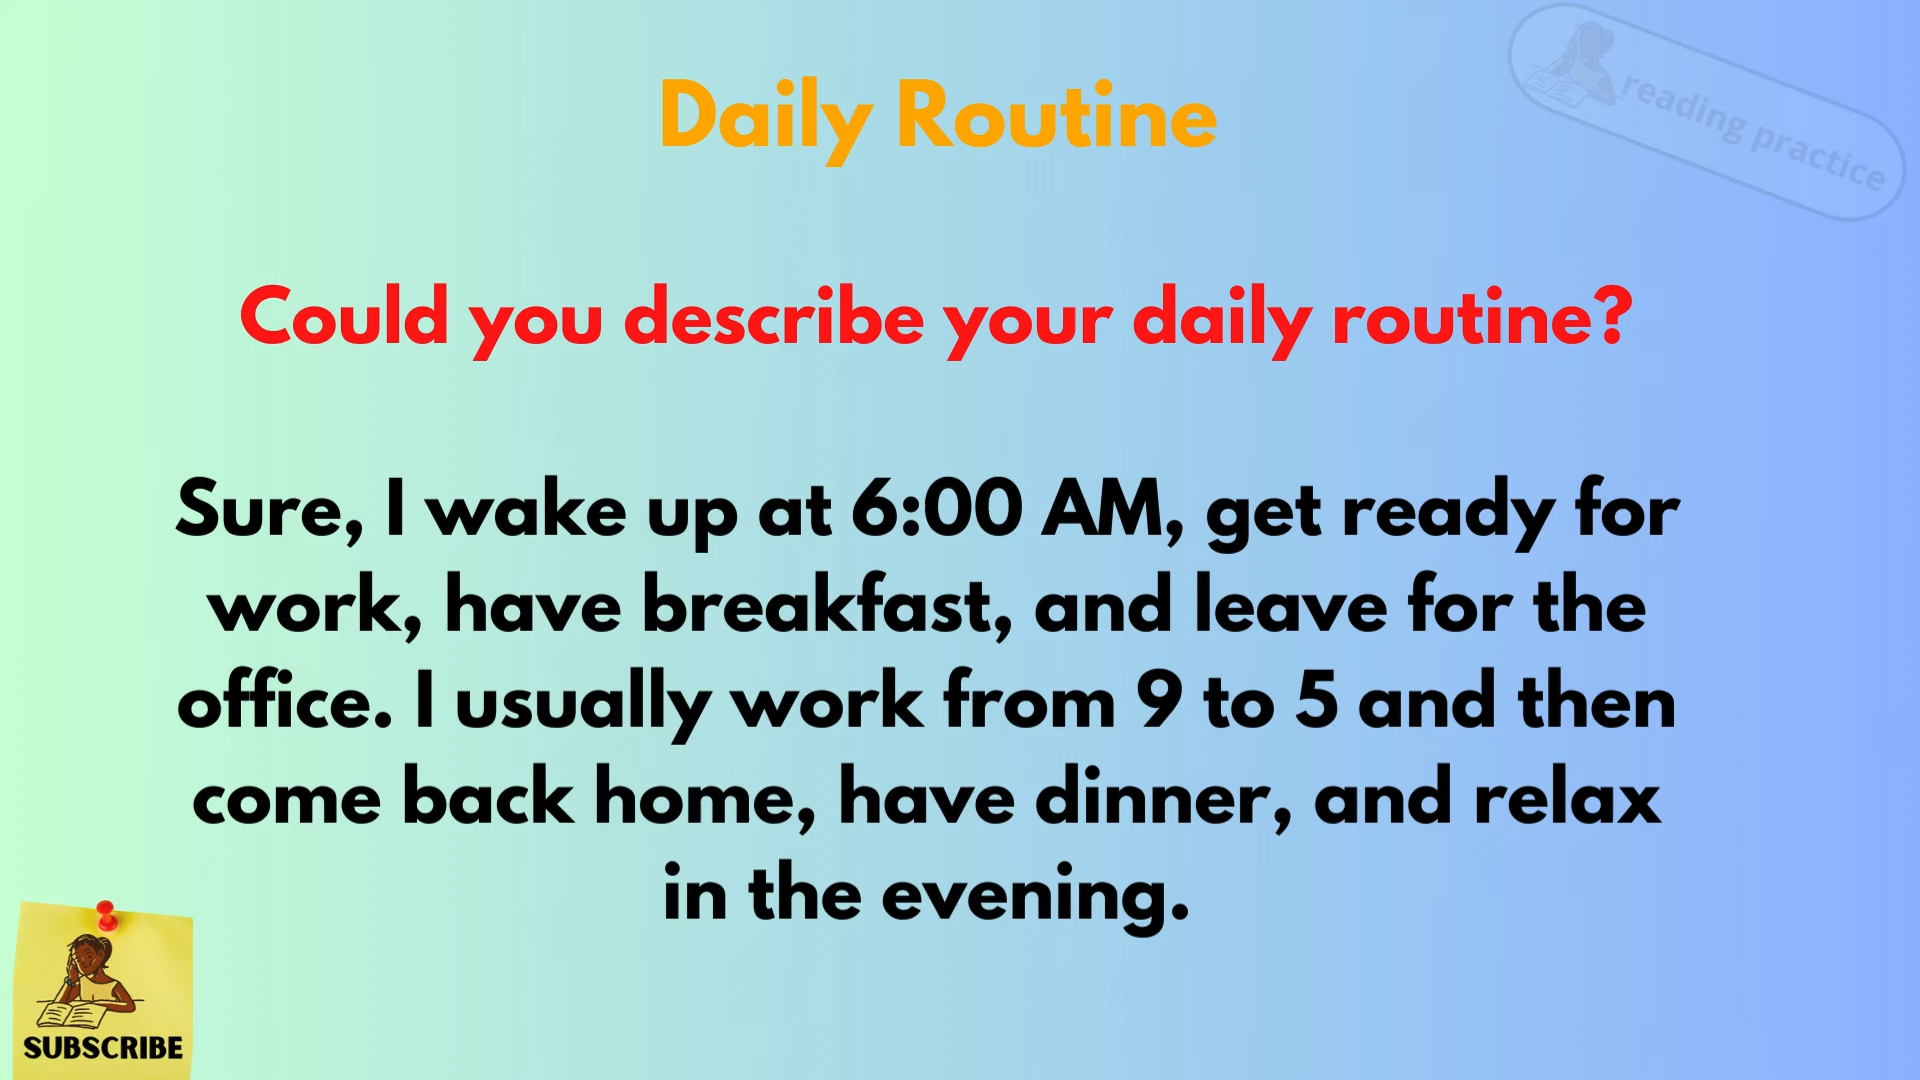 Daily Routine
reading practice
Could you describe your daily routine?
Sure, I wake up at 6:00 AM, get ready for
work, have breakfast, and leave for the
office. I usually work from 9 to 5 and then
come back home, have dinner, and relax
in the evening.
SUBSCRIBE